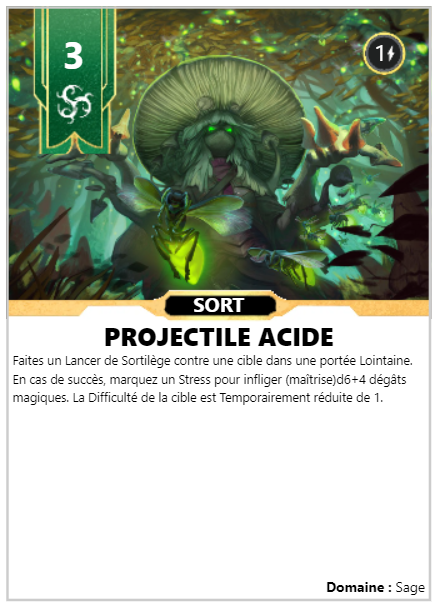 3
1
SORT
PROJECTILE ACIDE
Faites un Lancer de Sortilège contre une cible dans une portée Lointaine.
En cas de succès, marquez un Stress pour infliger (maîtrise)d6+4 dégâts
magiques. La Difficulté de la cible est Temporairement réduite de 1.
Domaine : Sage